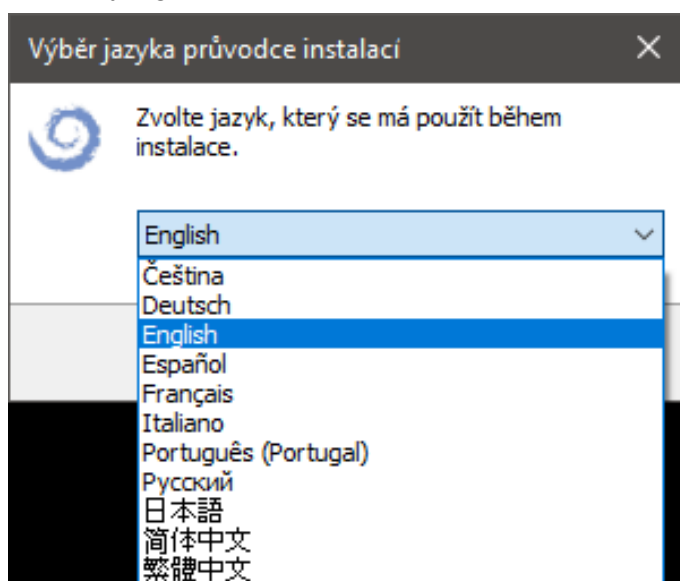 Výběr jazyka průvodce instalací
Zvolte jazyk, který se má použít během
instalace.
English
Čeština
Deutsch
English
Español
Français
Italiano
Português (Portugal)
Русский
日本語
简体中文
繁體中文